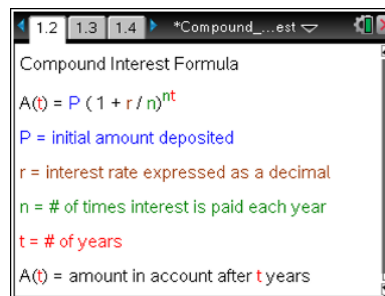 1.2 1.3 1.4 *Compound_...est
Compound Interest Formula
A(t) = P ( 1 + r / n)^nt
P = initial amount deposited
r = interest rate expressed as a decimal
n = # of times interest is paid each year
t = # of years
A(t) = amount in account after t years